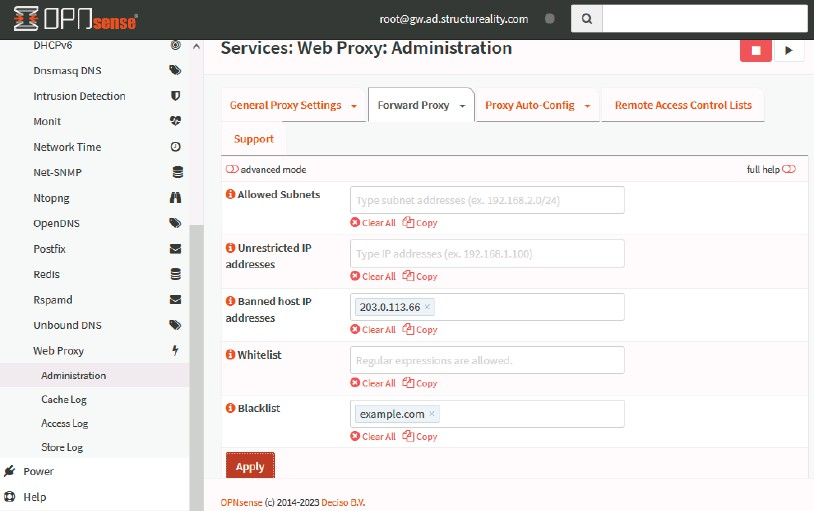 OPNsense
root@gw.ad.structureality.com
DHCPv6
Dnsmasq DNS
Intrusion Detection
Monit
Network Time
Net-SNMP
Ntopng
OpenDNS
Postfix
Redis
Rspamd
Unbound DNS
Web Proxy
Administration
Cache Log
Access Log
Store Log
Power
Help
Services: Web Proxy: Administration
General Proxy Settings
Forward Proxy
Proxy Auto-Config
Remote Access Control Lists
Support
advanced mode
full help
Allowed Subnets
Type subnet addresses (ex. 192.168.2.0/24)
Clear All Copy
Unrestricted IP
addresses
Type IP addresses (ex. 192.168.1.100)
Clear All Copy
Banned host IP
addresses
203.0.113.66 ×
Clear All Copy
Whitelist
Regular expressions are allowed.
Clear All Copy
Blacklist
example.com ×
Clear All Copy
Apply
OPNsense (c) 2014-2023 Deciso B.V.